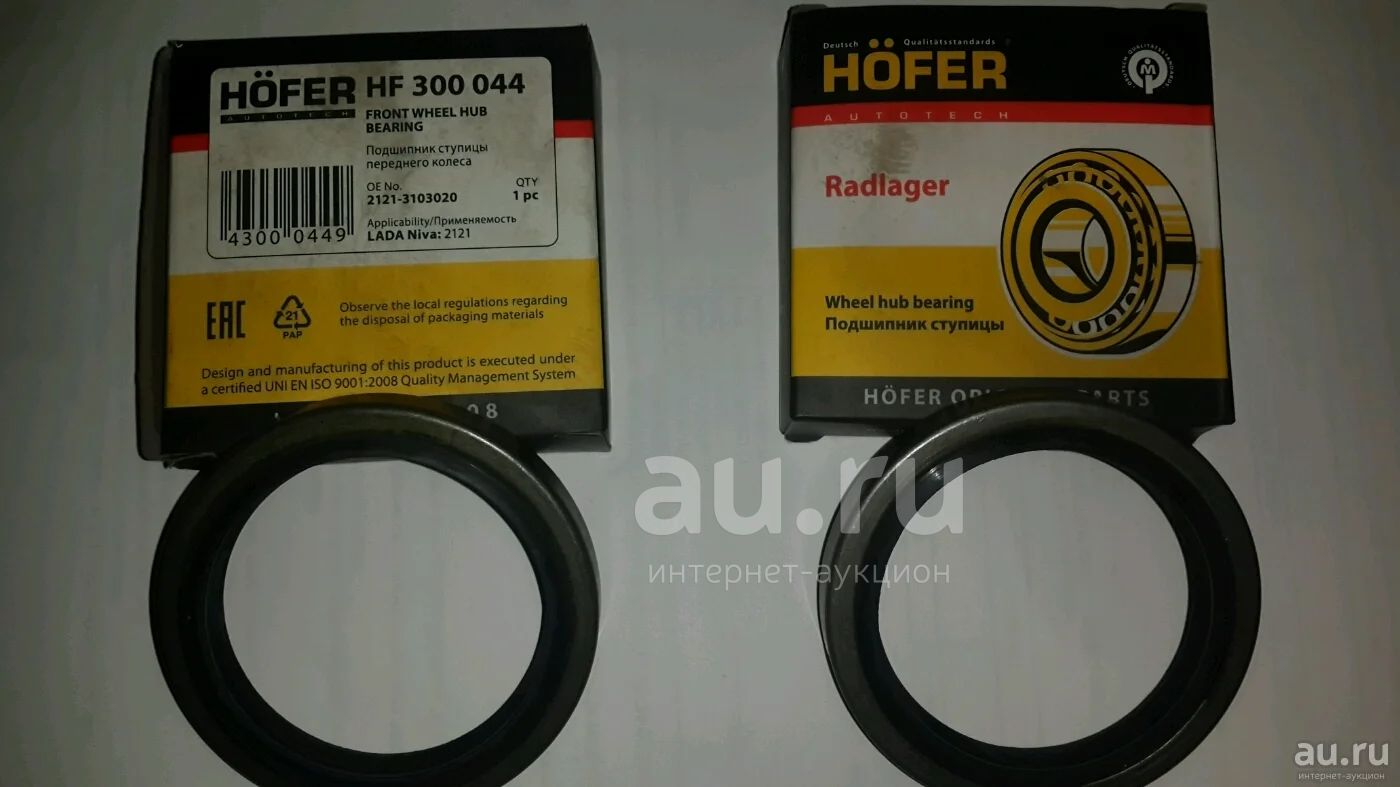 HÖFER HF 300 044
AUTOTECH
FRONT WHEEL HUB
BEARING
Подшипник ступицы
переднего колеса
OE No.
2121-3103020
QTY
1 pc
Applicability/Применяемость
LADA Niva: 2121
4300 0449
EAC
21
PAP
Observe the local regulations regarding
the disposal of packaging materials
Design and manufacturing of this product is executed under
a certified UNI EN ISO 9001:2008 Quality Management System
08
Deutsch Qualitätsstandards
HÖFER
AUTOTECH
Radlager
Wheel hub bearing
Подшипник ступицы
HÖFER
ARTS
au.ru
интернет-аукцион
au.ru
интернет-аукцион